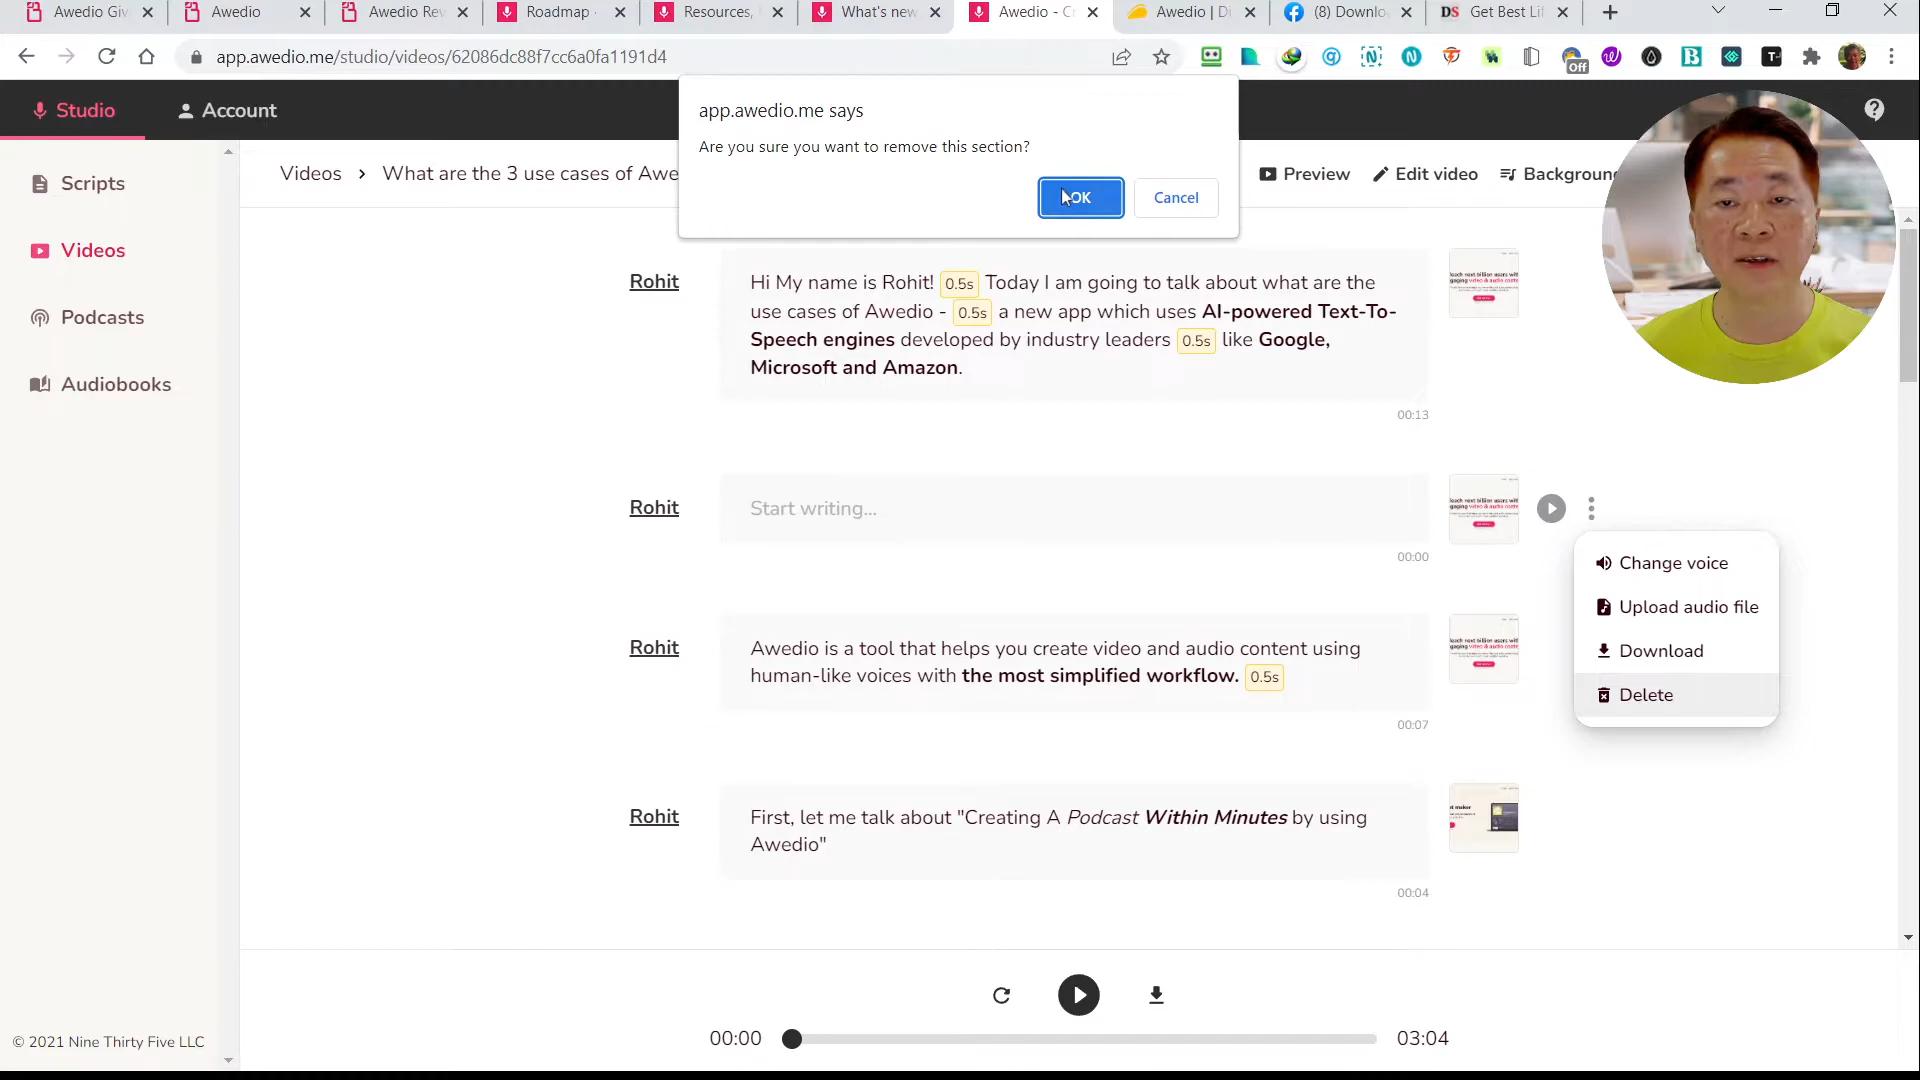 Awedio Giv
Awedio
Awedio Rev
Roadmap -
Resources,
What's new
Awedio - Cr
Awedio | Di
(8) Downlo
DS Get Best Lif
app.awedio.me/studio/videos/62086dc88f7cc6a0fa1191d4
Off
Studio
Account
app.awedio.me says
Are you sure you want to remove this section?
OK
Cancel
Videos > What are the 3 use cases of Awe
Preview
Edit video
Backgroun
Scripts
Videos
Podcasts
Audiobooks
Rohit
Hi My name is Rohit! 0.5s Today I am going to talk about what are the
use cases of Awedio - 0.5s a new app which uses AI-powered Text-To-
Speech engines developed by industry leaders 0.5s like Google,
Microsoft and Amazon.
00:13
Rohit
Start writing...
00:00
Change voice
Upload audio file
Download
Delete
Rohit
Awedio is a tool that helps you create video and audio content using
human-like voices with the most simplified workflow. 0.5s
00:07
Rohit
First, let me talk about "Creating A Podcast Within Minutes by using
Awedio"
00:04
00:00
03:04
© 2021 Nine Thirty Five LLC